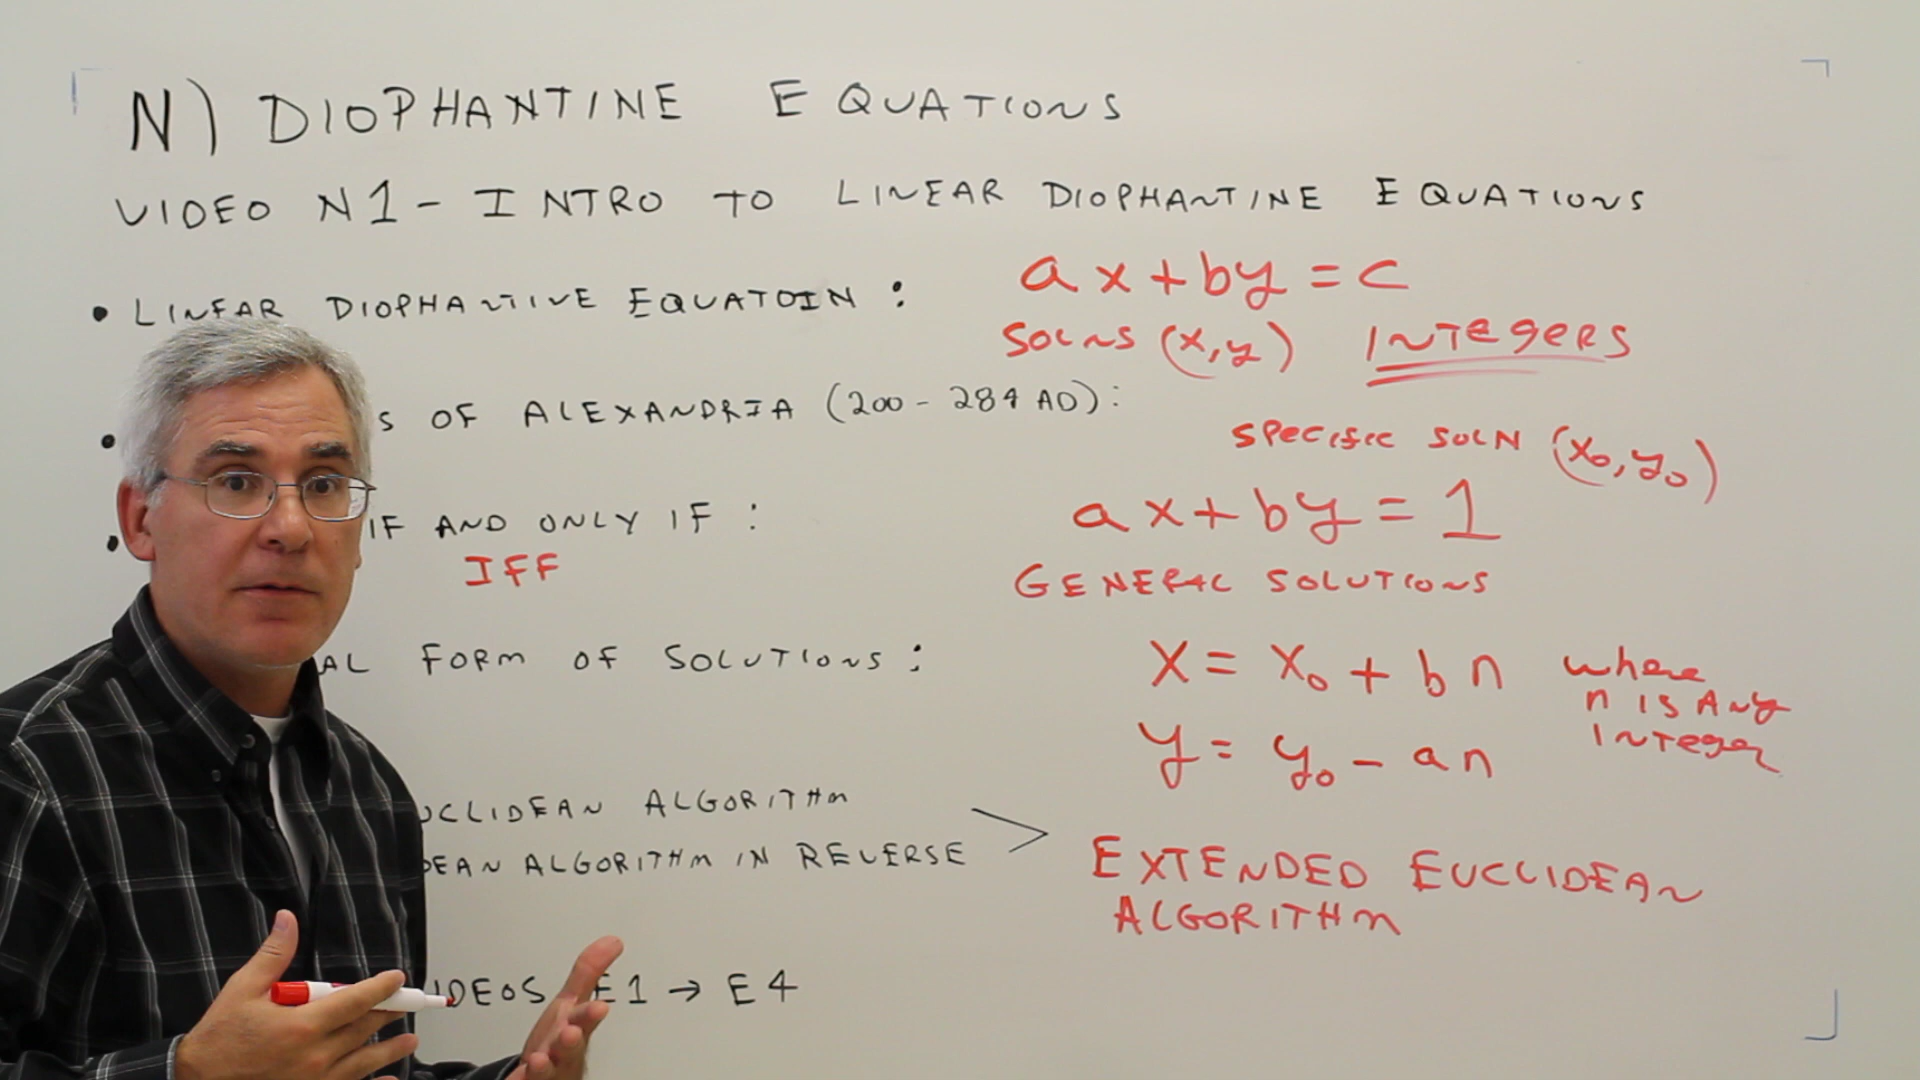 N) DIOPHANTINE EQUATIONS
VIDEO N1 - INTRO TO LINEAR DIOPHANTINE EQUATIONS
• LINEAR DIOPHANTINE EQUATOIN :
ax + by = c
SOLNS (x,y) INTEGERS
• S OF ALEXANDRIA (200 - 284 AD):
SPECIFIC SOLN (x₀, y₀)
• IF AND ONLY IF :
IFF
ax + by = 1
GENERAL SOLUTIONS
AL FORM OF SOLUTIONS :
X = X₀ + bn where n IS ANY INTEGER
y = y₀ - an
UCLIDEAN ALGORITHM
DEAN ALGORITHM IN REVERSE
EXTENDED EUCLIDEAN
ALGORITHM
IDEOS E1 → E4